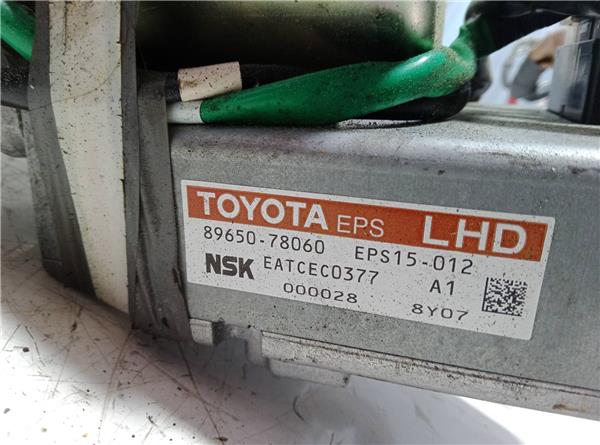 TOYOTA EPS LHD
89650-78060 EPS15-012
NSK EATCEC0377 A1
000028 8Y07